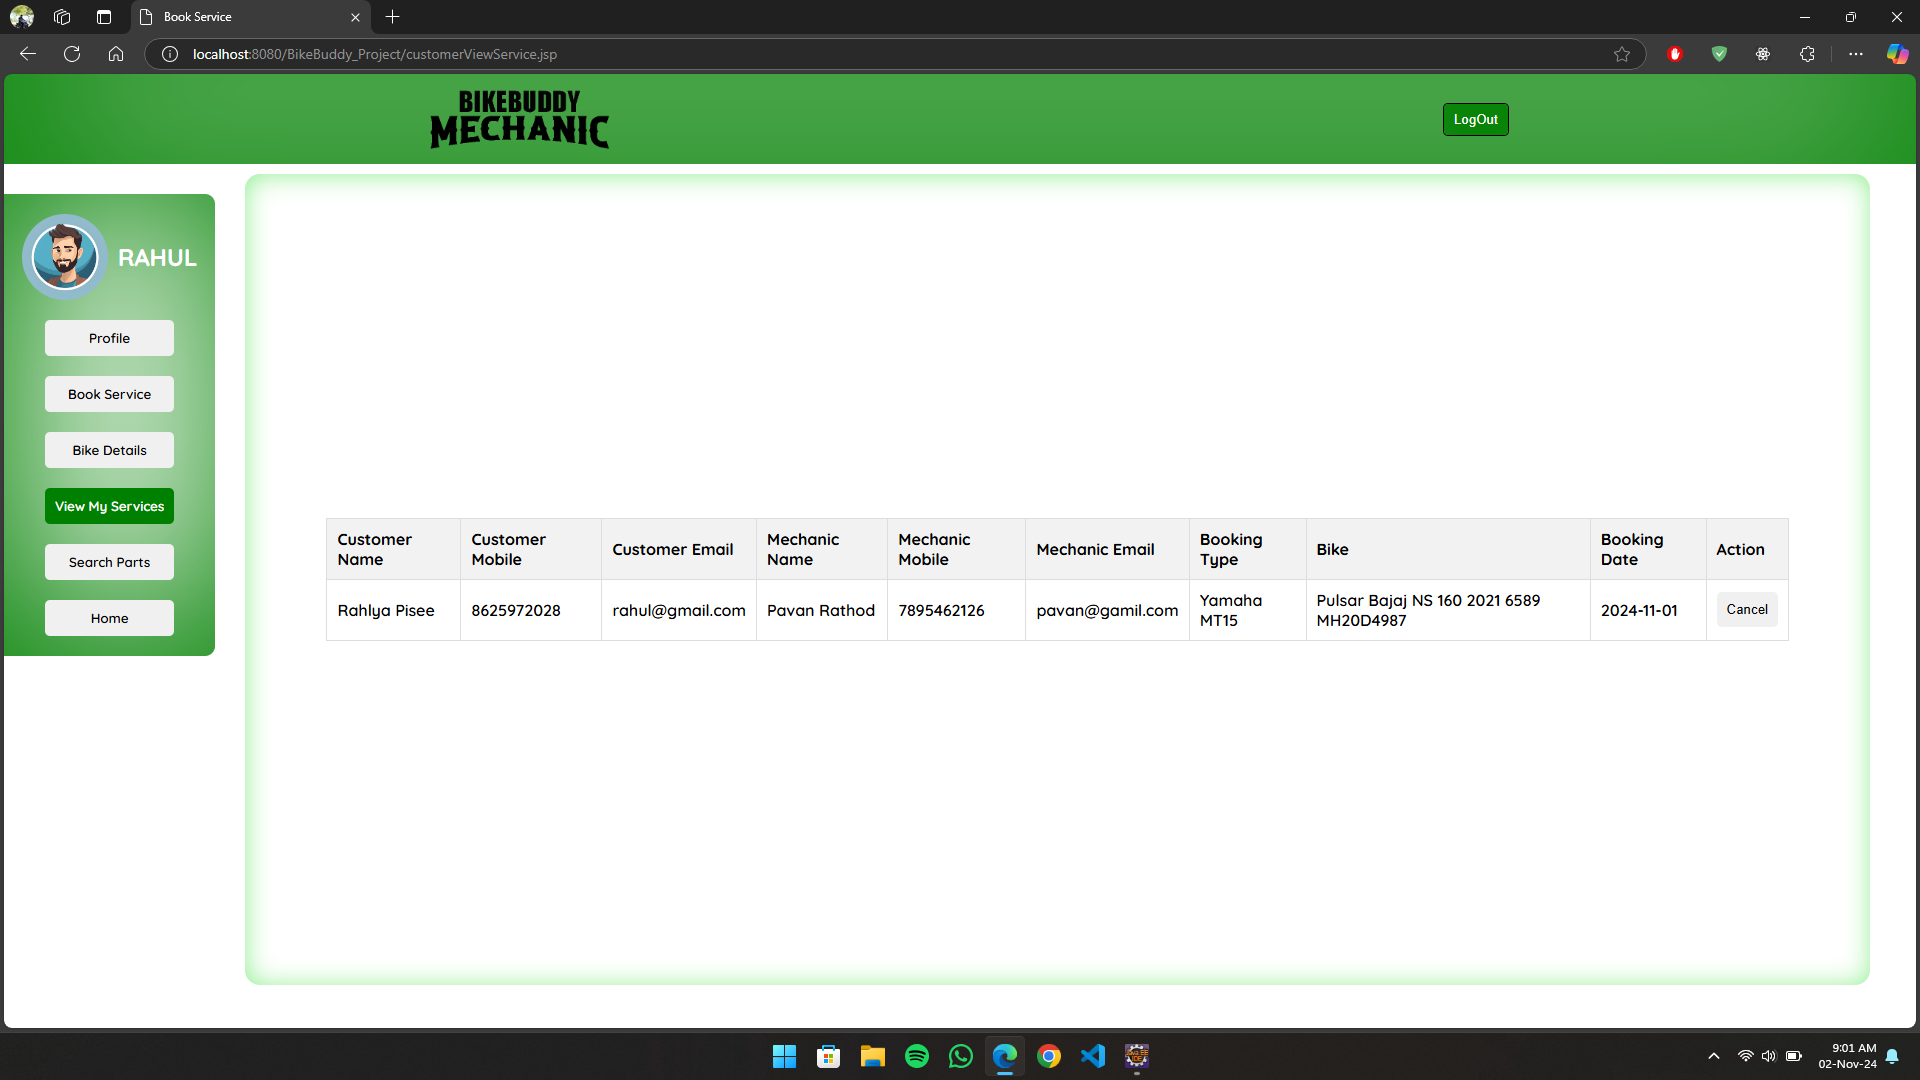 Book Service
localhost:8080/BikeBuddy_Project/customerViewService.jsp
BIKEBUDDY
MECHANIC
LogOut
RAHUL
Profile
Book Service
Bike Details
View My Services
Search Parts
Home
Customer Name
Customer Mobile
Customer Email
Mechanic Name
Mechanic Mobile
Mechanic Email
Booking Type
Bike
Booking Date
Action
Rahlya Pisee
8625972028
rahul@gmail.com
Pavan Rathod
7895462126
pavan@gamil.com
Yamaha MT15
Pulsar Bajaj NS 160 2021 6589
MH20D4987
2024-11-01
Cancel
9:01 AM
02-Nov-24